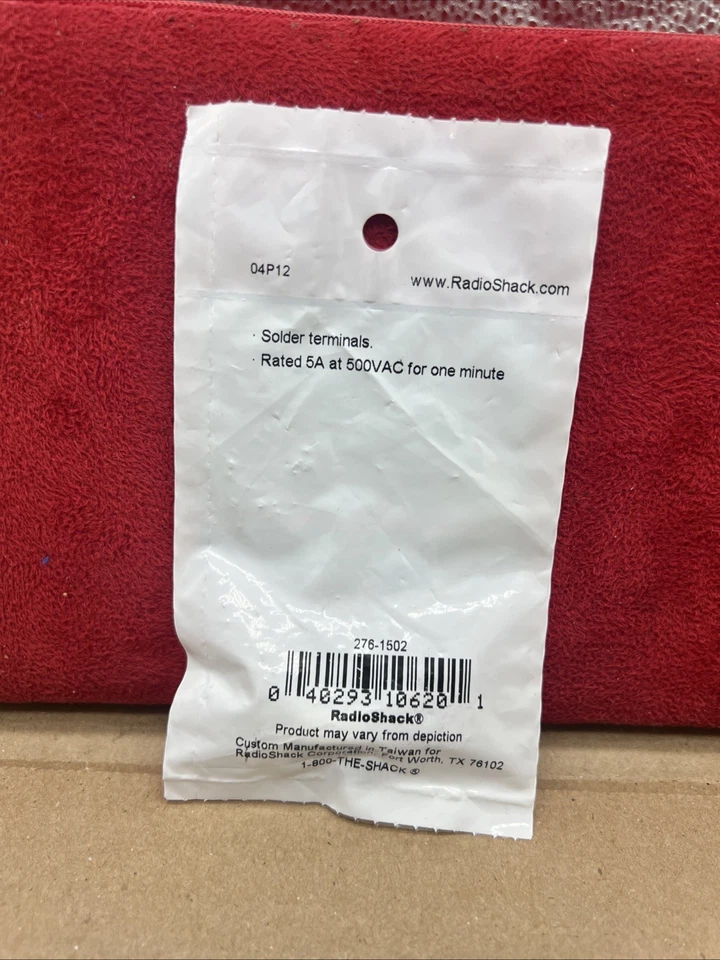 04P12
www.RadioShack.com
· Solder terminals.
· Rated 5A at 500VAC for one minute
276-1502
0 40293 10620 1
RadioShack®
Product may vary from depiction
Custom Manufactured in Taiwan for
RadioShack Corporation, Fort Worth, TX 76102
1-800-THE-SHACK®